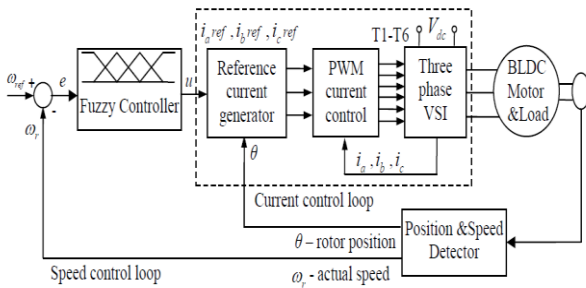 i_a ref , i_b ref , i_c ref
T1-T6
V_dc
ω_ref
+
e
-
ω_r
Fuzzy Controller
u
Reference
current
generator
θ
PWM
current
control
Three
phase
VSI
i_a , i_b , i_c
BLDC
Motor
&Load
Current control loop
Position &Speed
Detector
θ – rotor position
Speed control loop
ω_r - actual speed